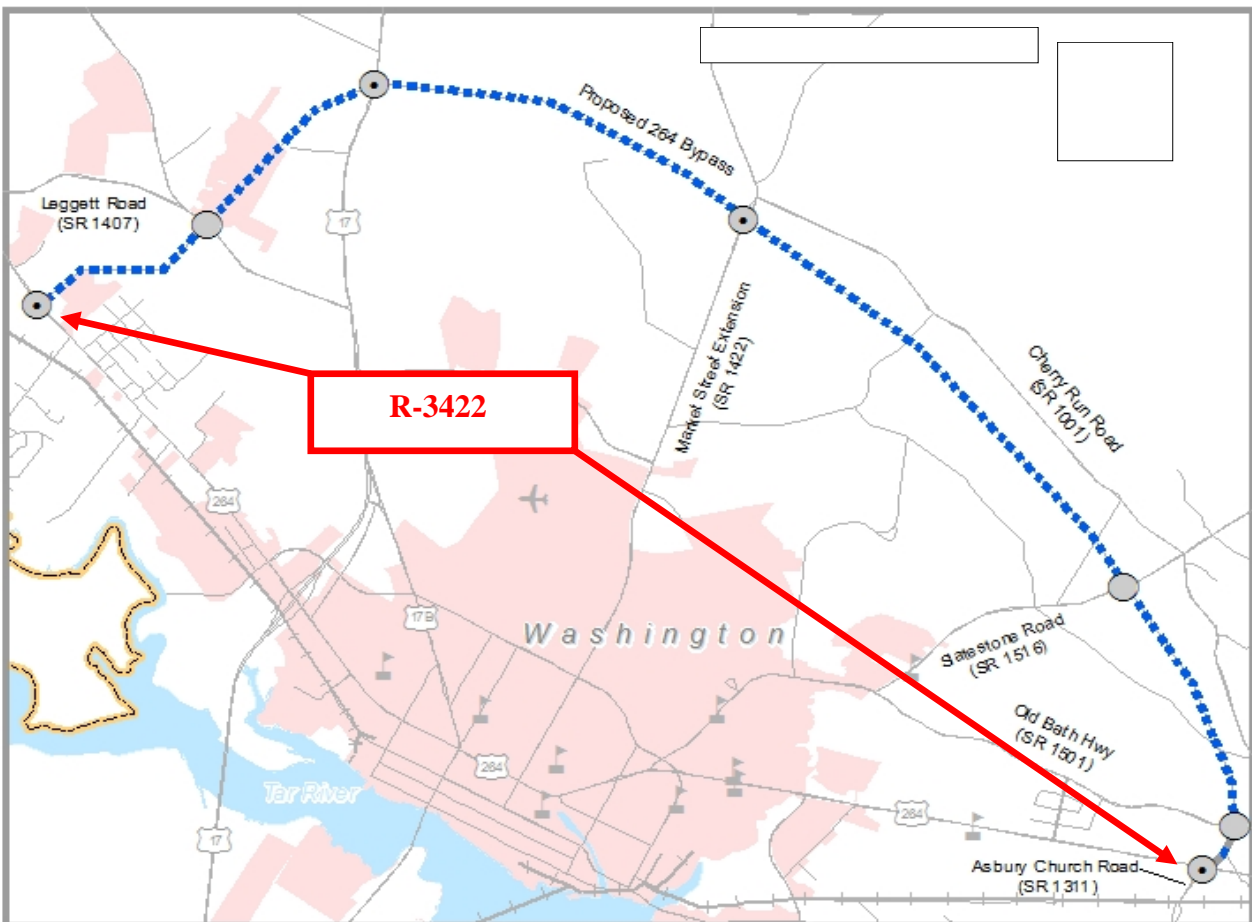 Proposed 264 Bypass
Leggett Road
(SR 1407)
17
Market Street Extension
(SR 1422)
Cherry Run Road
(SR 1001)
R-3422
264
17B
Washington
Slatestone Road
(SR 1516)
Old Bath Hwy
(SR 1501)
264
Tar River
264
17
Asbury Church Road
(SR 1311)